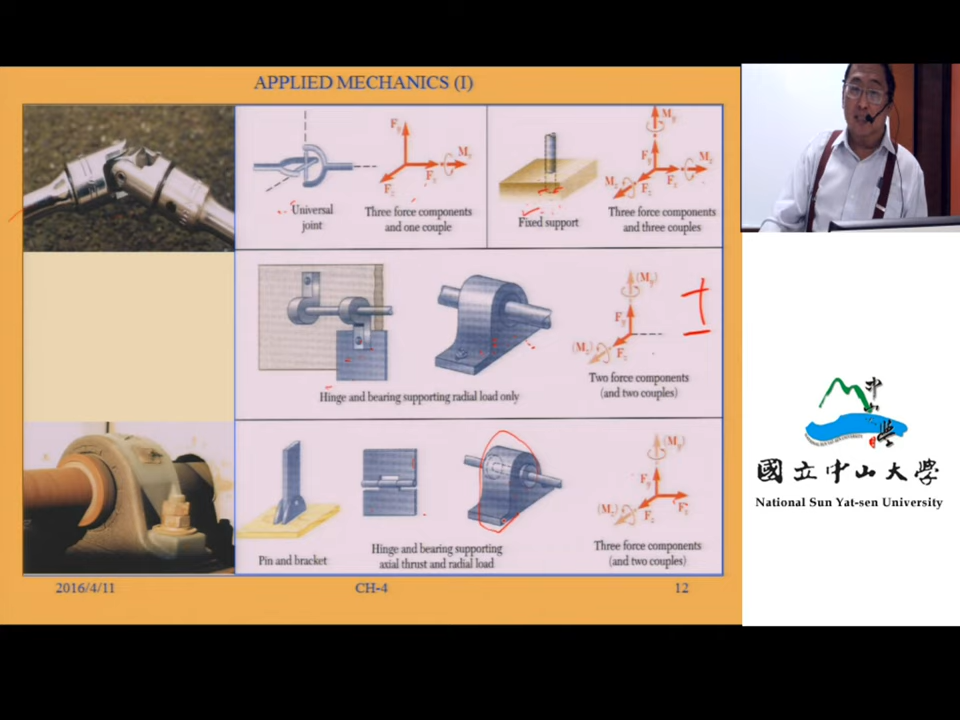 APPLIED MECHANICS (I)
Universal
joint
Three force components
and one couple
Fixed support
Three force components
and three couples
Hinge and bearing supporting radial load only
Two force components
(and two couples)
Pin and bracket
Hinge and bearing supporting
axial thrust and radial load
Three force components
(and two couples)
2016/4/11
CH-4
12
國立中山大學
National Sun Yat-sen University